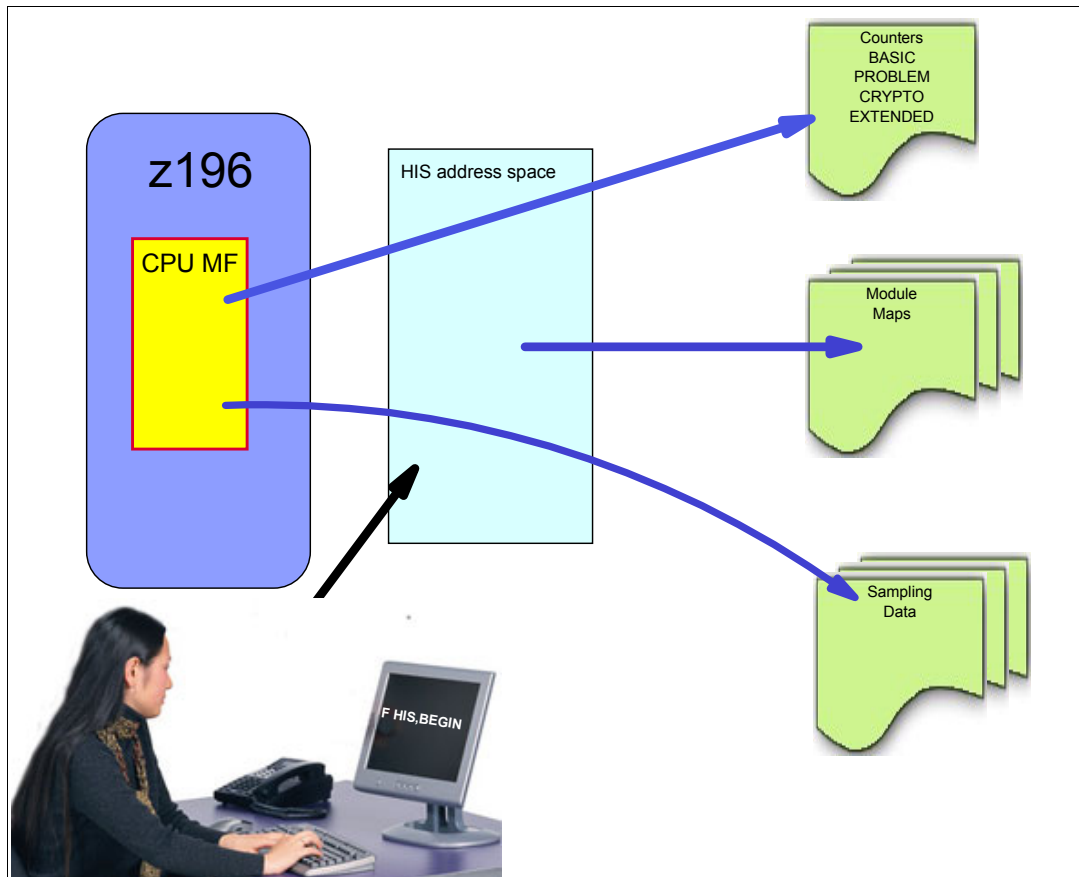 z196
CPU MF
HIS address space
Counters
BASIC
PROBLEM
CRYPTO
EXTENDED
Module
Maps
Sampling
Data
F HIS,BEGIN